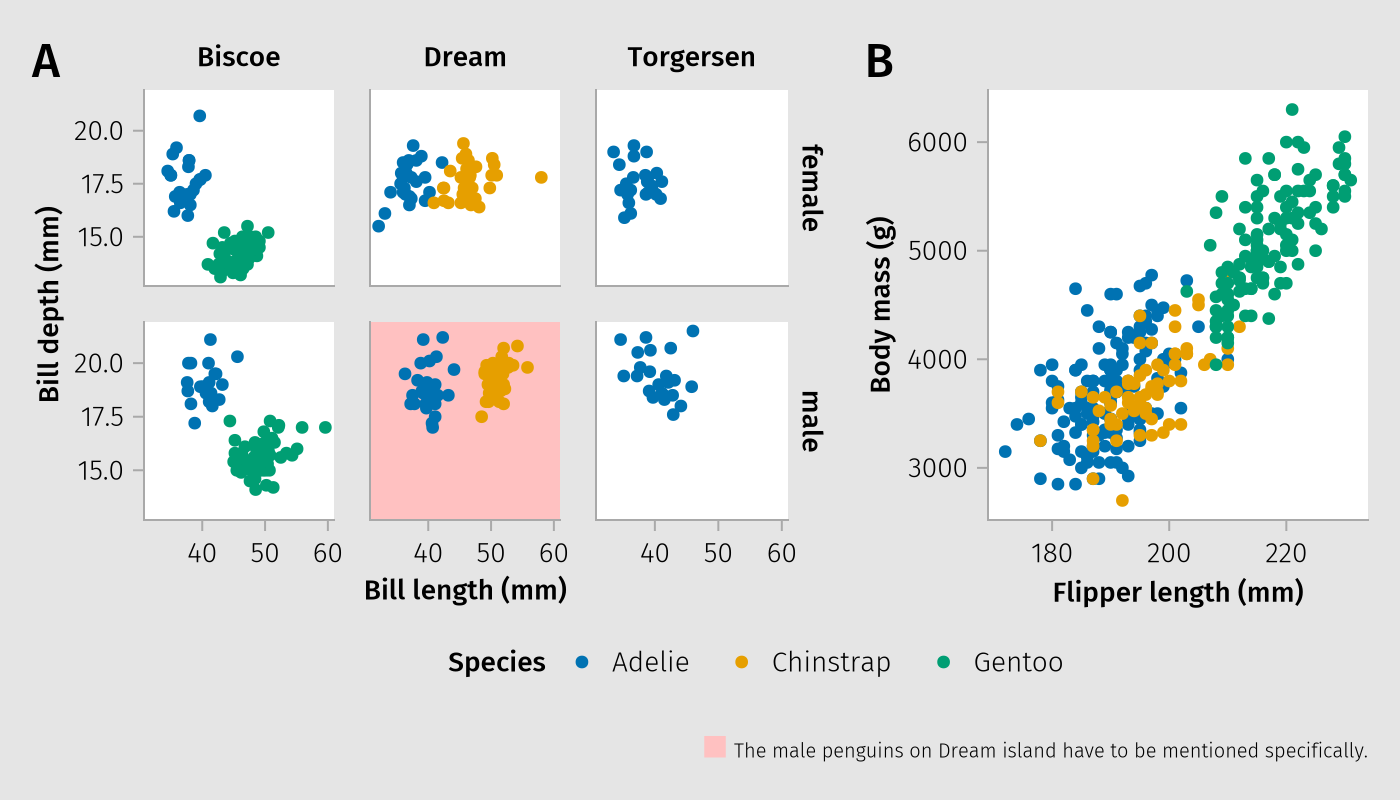 A
Biscoe Dream Torgersen
Bill depth (mm)
20.0
17.5
15.0
female
20.0
17.5
15.0
male
40 50 60 40 50 60 40 50 60
Bill length (mm)
B
Body mass (g)
6000
5000
4000
3000
180 200 220
Flipper length (mm)
Species Adelie Chinstrap Gentoo
The male penguins on Dream island have to be mentioned specifically.